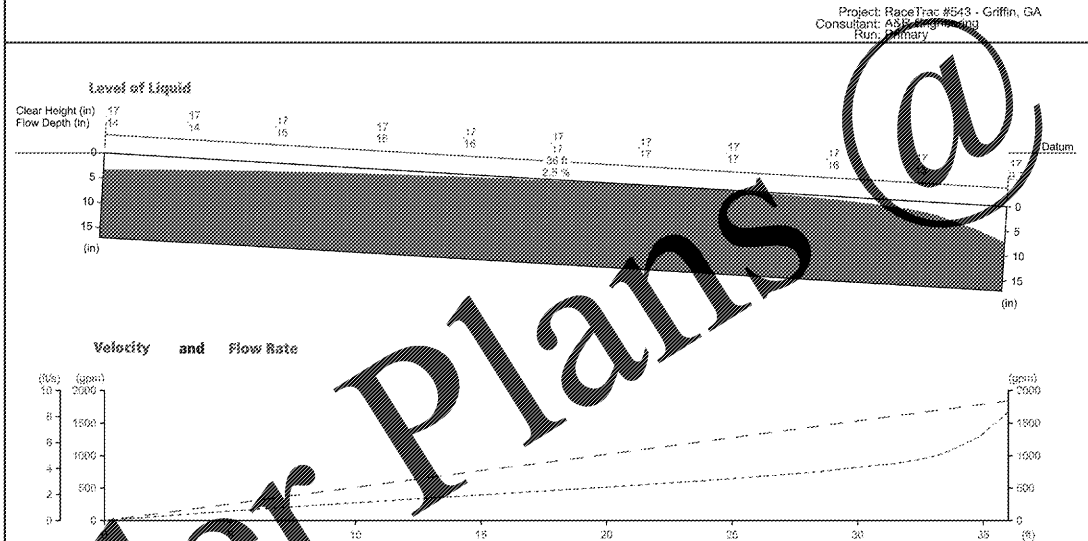 Project: RaceTrac #543 - Griffin, GA
Consultant: A&B Engineering
Run: Primary
Level of Liquid
Clear Height (in) 17 17 17 17 17 17 17 17 17 17 17
Flow Depth (in) 14 14 16 16 17 17 17 16
Datum
36 ft
0
5
10
15
(in)
0
5
10
15
(in)
Velocity and Flow Rate
(ft/s) (gpm) (gpm)
10 2000 2000
8
1500 1500
6
1000 1000
4
500 500
2
0 0 0
10 15 20 25 30 35 (ft)
Plans @